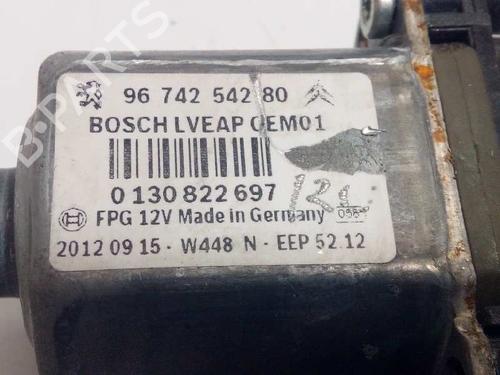 96 742 542 80
BOSCH LVEAP CEM01
0 130 822 697
FPG 12V Made in Germany
2012 09 15 · W448 N · EEP 52.12
B-PARTS